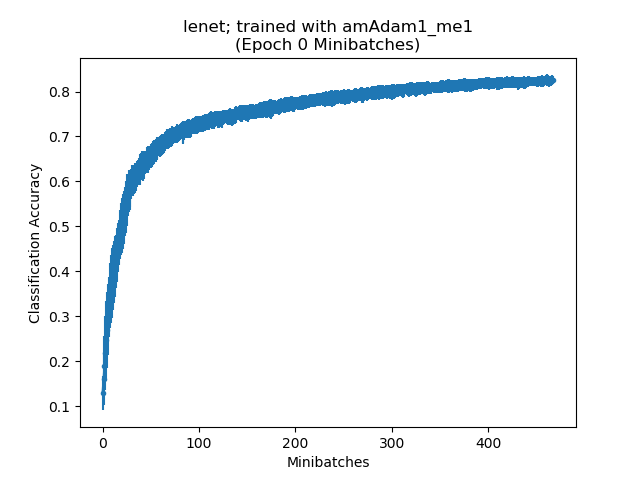 lenet; trained with amAdam1_me1
(Epoch 0 Minibatches)
Classification Accuracy
0.8
0.7
0.6
0.5
0.4
0.3
0.2
0.1
0 100 200 300 400
Minibatches